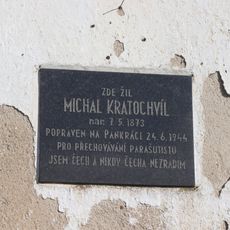 ZDE ŽIL
MICHAL KRATOCHVÍL
nar. 7. 5. 1873
POPRAVEN NA PANKRÁCI 24. 6. 1944
PRO PŘECHOVÁVÁNÍ PARAŠUTISTŮ
JSEM ČECH A NIKDY ČECHA NEZRADÍM